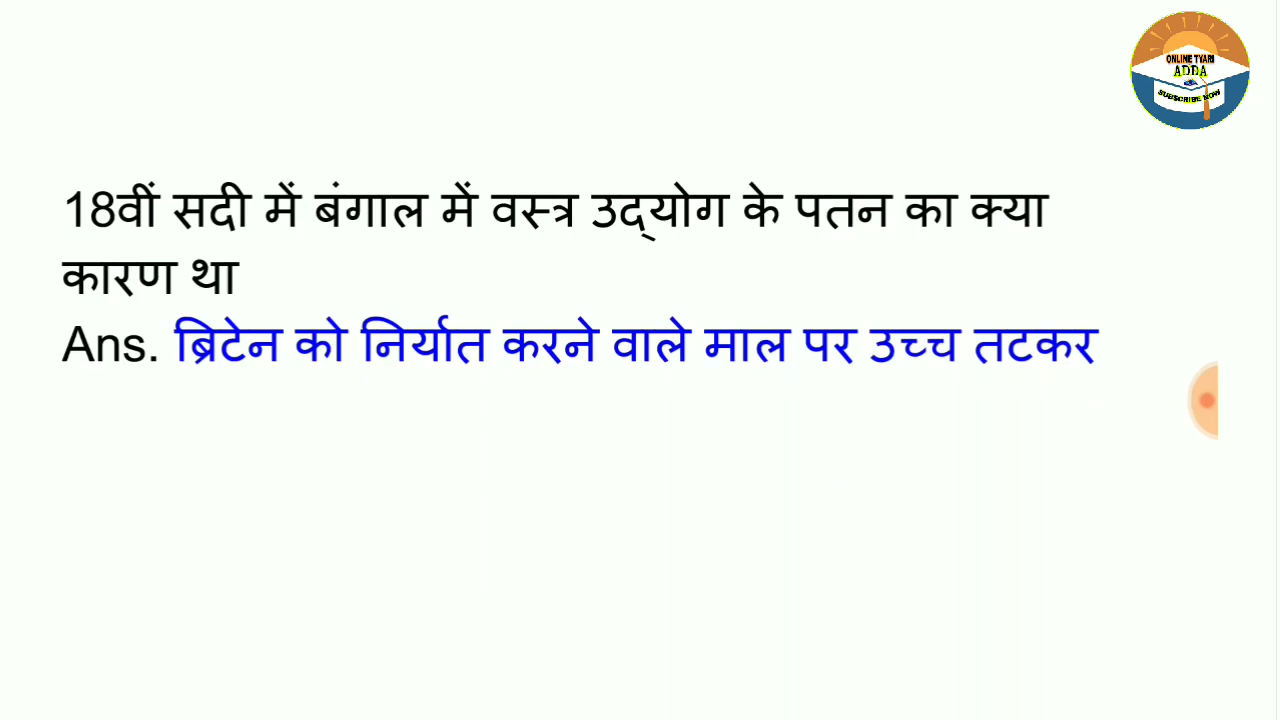 ONLINE TYARI
ADDA
SUBSCRIBE NOW
18वीं सदी में बंगाल में वस्त्र उद्‌योग के पतन का क्या
कारण था
Ans. ब्रिटेन को निर्यात करने वाले माल पर उच्च तटकर